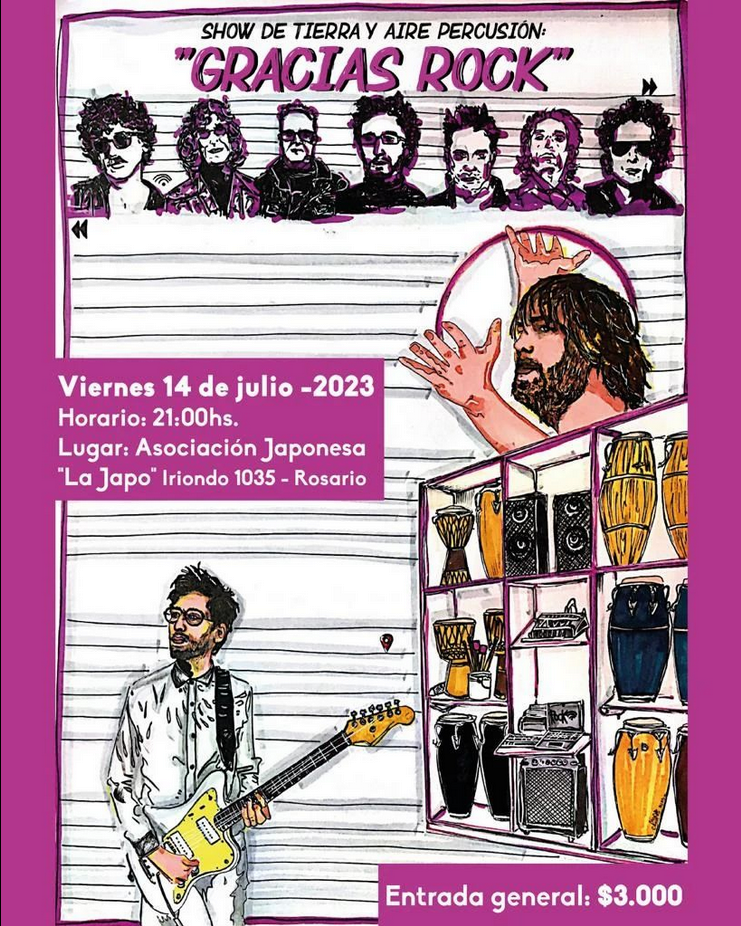 SHOW DE TIERRA Y AIRE PERCUSIÓN:
"GRACIAS ROCK"
Viernes 14 de julio -2023
Horario: 21:00hs.
Lugar: Asociación Japonesa
"La Japo" Iriondo 1035 - Rosario
Entrada general: $3.000